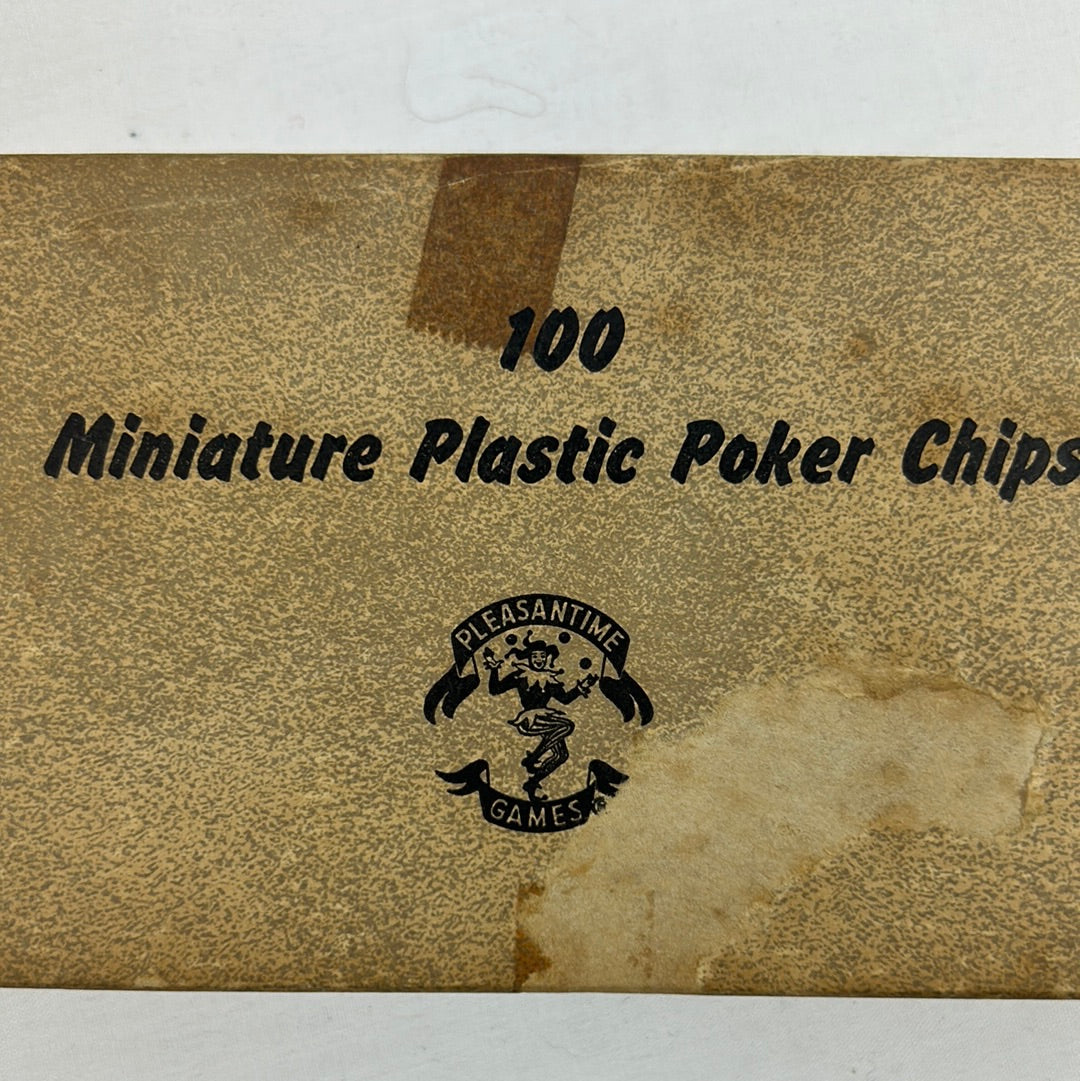 100
Miniature Plastic Poker Chips
PLEASANTIME
GAMES®